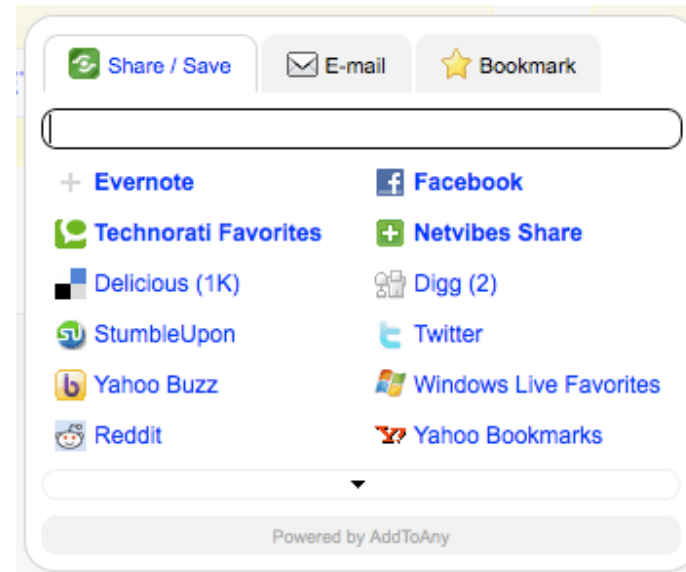 Share / Save E-mail Bookmark
Evernote Facebook
Technorati Favorites Netvibes Share
Delicious (1K) Digg (2)
StumbleUpon Twitter
Yahoo Buzz Windows Live Favorites
Reddit Yahoo Bookmarks
Powered by AddToAny